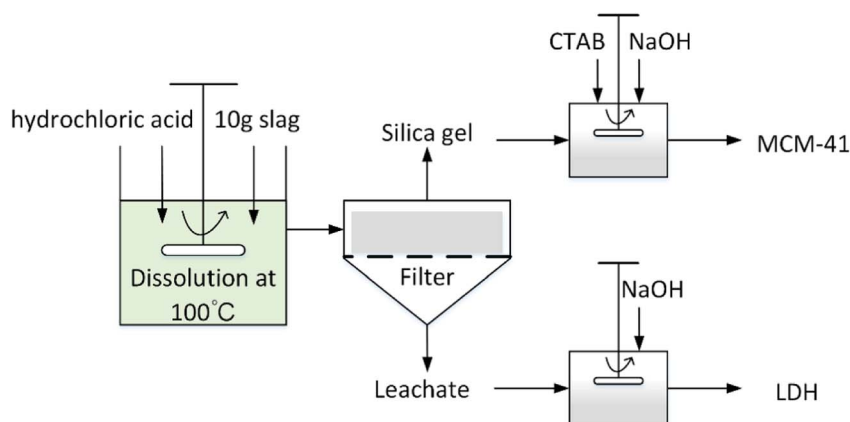 CTAB NaOH
hydrochloric acid 10g slag
Silica gel
MCM-41
Dissolution at
100°C
Filter
NaOH
Leachate
LDH